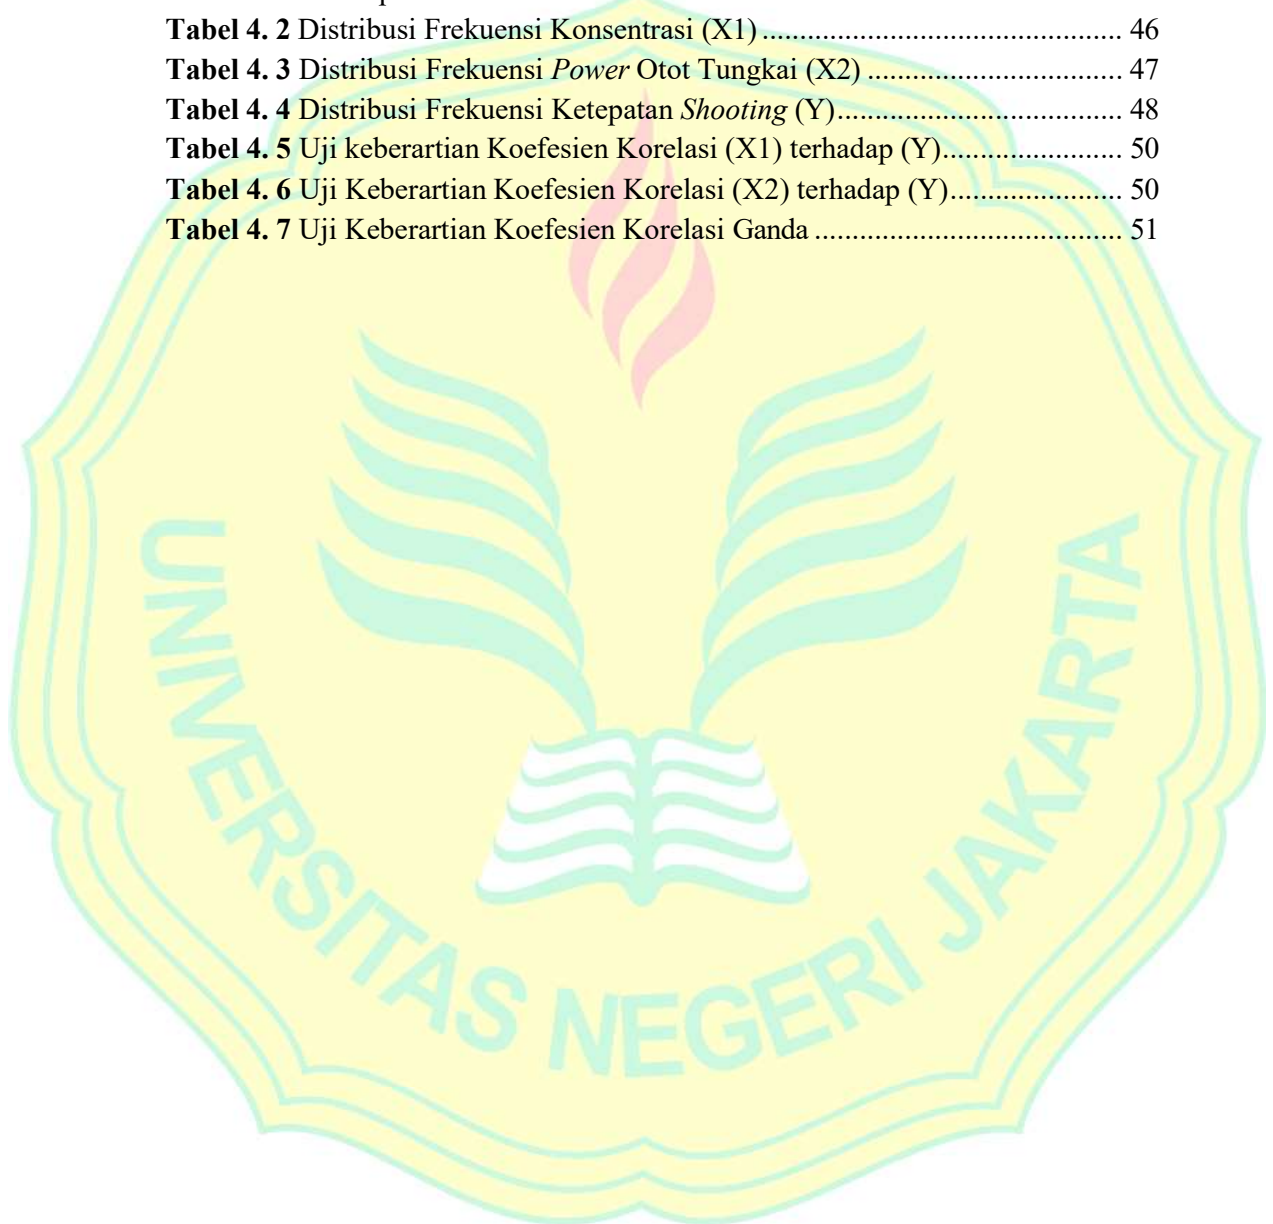 Tabel 4. 2 Distribusi Frekuensi Konsentrasi (X1) ................................................ 46
Tabel 4. 3 Distribusi Frekuensi Power Otot Tungkai (X2) .................................. 47
Tabel 4. 4 Distribusi Frekuensi Ketepatan Shooting (Y)...................................... 48
Tabel 4. 5 Uji keberartian Koefesien Korelasi (X1) terhadap (Y)........................ 50
Tabel 4. 6 Uji Keberartian Koefesien Korelasi (X2) terhadap (Y)....................... 50
Tabel 4. 7 Uji Keberartian Koefesien Korelasi Ganda ......................................... 51
UNIVERSITAS NEGERI JAKARTA